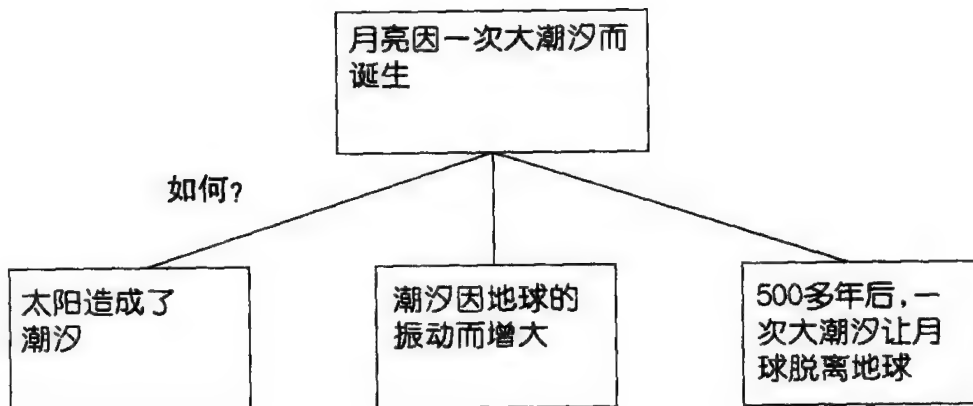 月亮因一次大潮汐而
诞生
如何?
太阳造成了
潮汐
潮汐因地球的
振动而增大
500多年后,一
次大潮汐让月
球脱离地球